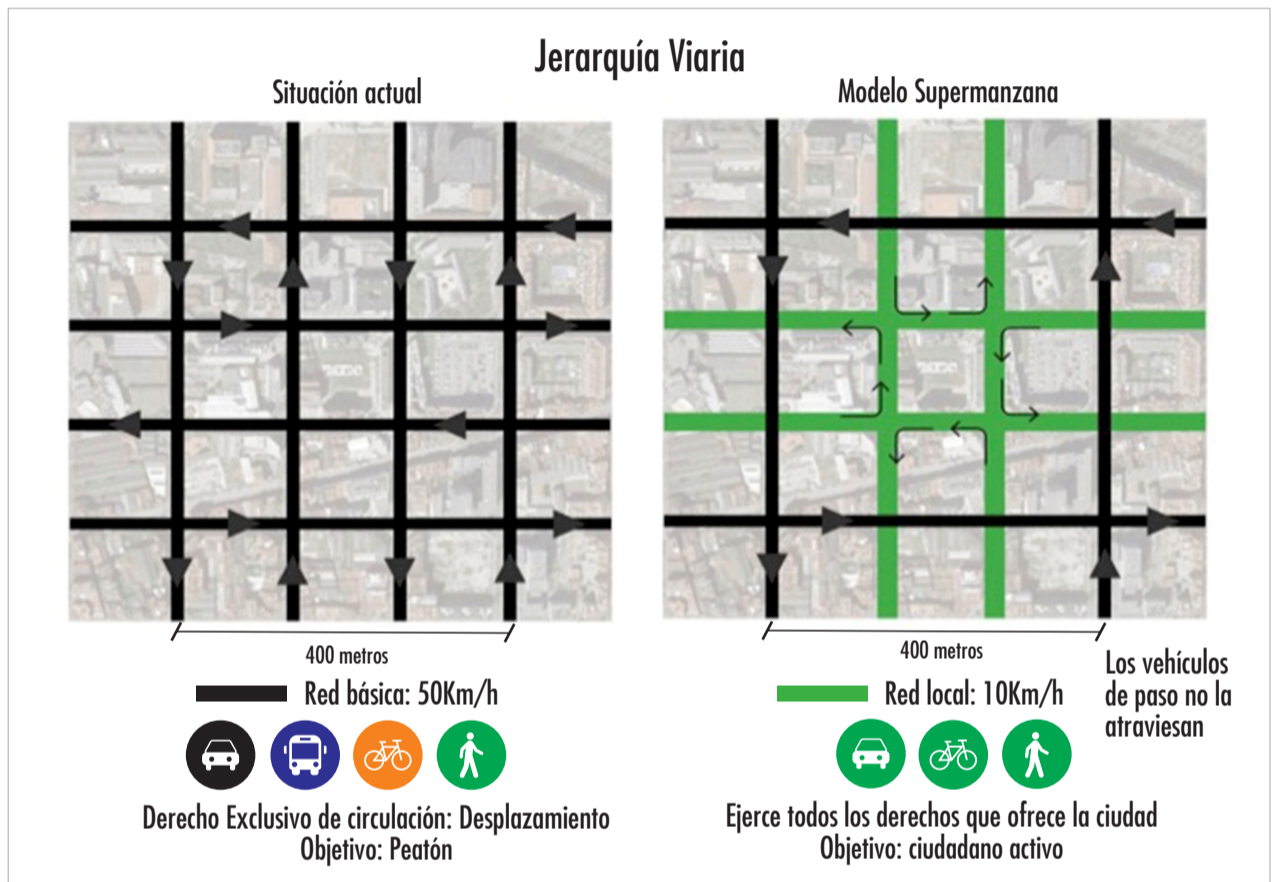 Jerarquía Viaria
Situación actual
Modelo Supermanzana
400 metros
400 metros
Red básica: 50Km/h
Red local: 10Km/h
Los vehículos
de paso no la
atraviesan
Derecho Exclusivo de circulación: Desplazamiento
Objetivo: Peatón
Ejerce todos los derechos que ofrece la ciudad
Objetivo: ciudadano activo